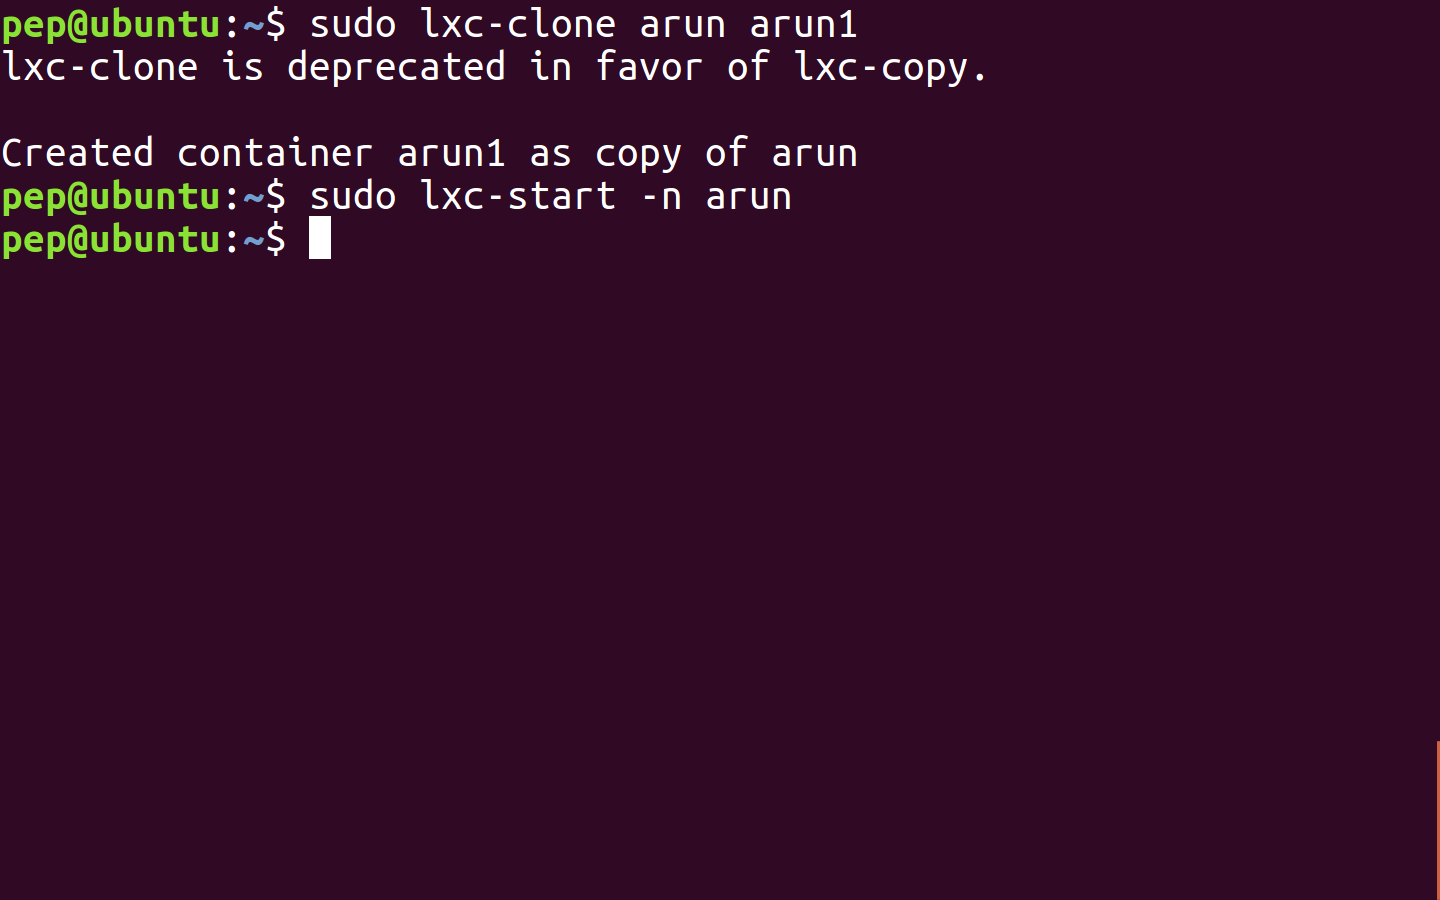 pep@ubuntu:~$ sudo lxc-clone arun arun1
lxc-clone is deprecated in favor of lxc-copy.
Created container arun1 as copy of arun
pep@ubuntu:~$ sudo lxc-start -n arun
pep@ubuntu:~$